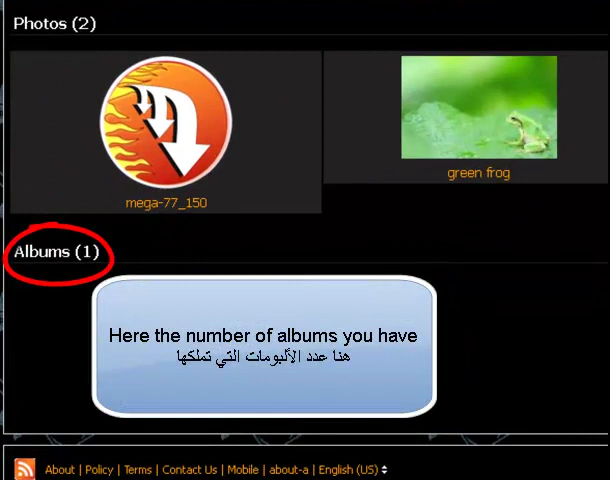 Photos (2)
mega-77_150
green frog
Albums (1)
Here the number of albums you have
هنا عدد الألبومات التي تملكها
About | Policy | Terms | Contact Us | Mobile | about-a | English (US)